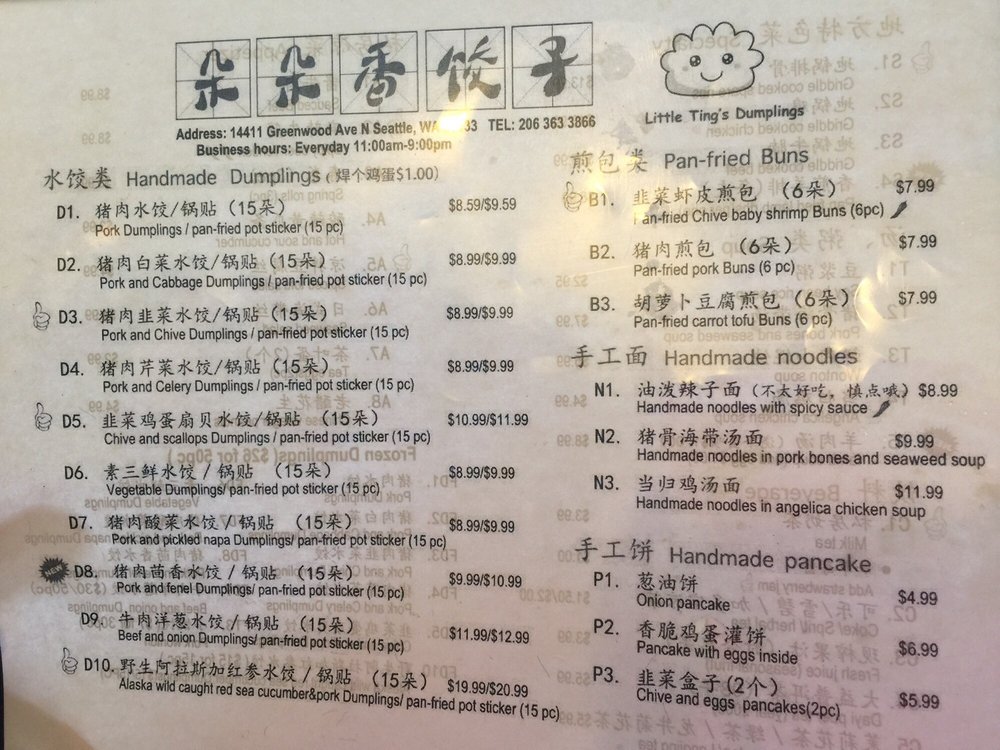 朵朵香饺子
Little Ting's Dumplings
Address: 14411 Greenwood Ave N Seattle, WA 33 TEL: 206 363 3866
Business hours: Everyday 11:00am-9:00pm
水饺类 Handmade Dumplings (焊个鸡蛋$1.00)
D1. 猪肉水饺/锅贴 (15朵) $8.59/$9.59
Pork Dumplings / pan-fried pot sticker (15 pc)
D2. 猪肉白菜水饺/锅贴 (15朵) $8.99/$9.99
Pork and Cabbage Dumplings / pan-fried pot sticker (15 pc)
D3. 猪肉韭菜水饺/锅贴 (15朵) $8.99/$9.99
Pork and Chive Dumplings / pan-fried pot sticker (15 pc)
D4. 猪肉芹菜水饺/锅贴 (15朵) $8.99/$9.99
Pork and Celery Dumplings / pan-fried pot sticker (15 pc)
D5. 韭菜鸡蛋扇贝水饺/锅贴 (15朵) $10.99/$11.99
Chive and scallops Dumplings / pan-fried pot sticker (15 pc)
D6. 素三鲜水饺 / 锅贴 (15朵) $8.99/$9.99
Vegetable Dumplings/ pan-fried pot sticker (15 pc)
D7. 猪肉酸菜水饺 / 锅贴 (15朵) $8.99/$9.99
Pork and pickled napa Dumplings/ pan-fried pot sticker (15 pc)
D8. 猪肉茴香水饺 / 锅贴 (15朵) $9.99/$10.99
Pork and fenel Dumplings/ pan-fried pot sticker (15 pc)
D9. 牛肉洋葱水饺 / 锅贴 (15朵) $11.99/$12.99
Beef and onion Dumplings/ pan-fried pot sticker (15 pc)
D10. 野生阿拉斯加红参水饺 / 锅贴 (15朵) $19.99/$20.99
Alaska wild caught red sea cucumber&pork Dumplings/ pan-fried pot sticker (15 pc)
煎包类 Pan-fried Buns
B1. 韭菜虾皮煎包 (6朵) $7.99
Pan-fried Chive baby shrimp Buns (6pc)
B2. 猪肉煎包 (6朵) $7.99
Pan-fried pork Buns (6 pc)
B3. 胡萝卜豆腐煎包 (6朵) $7.99
Pan-fried carrot tofu Buns (6 pc)
手工面 Handmade noodles
N1. 油泼辣子面 (不太好吃，慎点哦) $8.99
Handmade noodles with spicy sauce
N2. 猪骨海带汤面 $9.99
Handmade noodles in pork bones and seaweed soup
N3. 当归鸡汤面 $11.99
Handmade noodles in angelica chicken soup
手工饼 Handmade pancake
P1. 葱油饼 $4.99
Onion pancake
P2. 香脆鸡蛋灌饼 $6.99
Pancake with eggs inside
P3. 韭菜盒子(2个) $5.99
Chive and eggs pancakes(2pc)